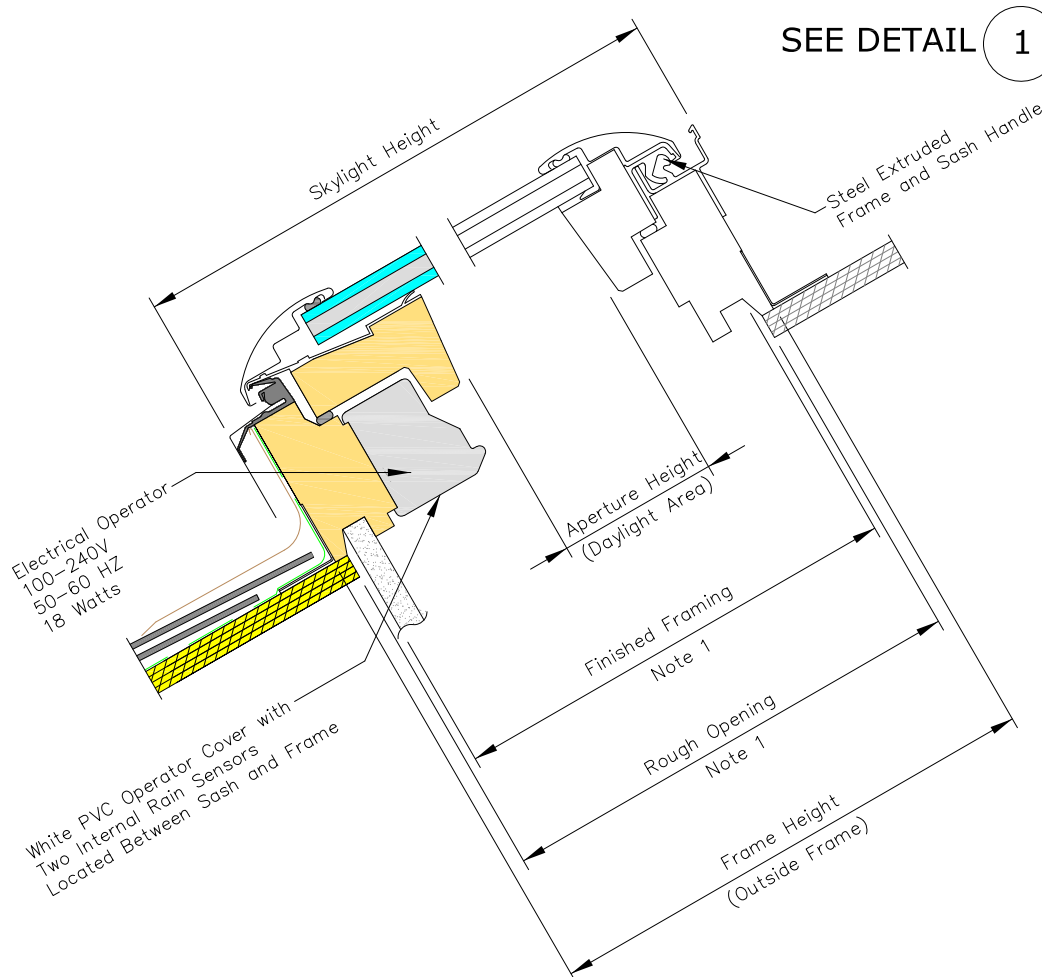 SEE DETAIL 1
Skylight Height
Steel Extruded
Frame and Sash Handle
Electrical Operator
100-240V
50-60 HZ
18 Watts
Aperture Height
(Daylight Area)
Finished Framing
Note 1
Rough Opening
Note 1
White PVC Operator Cover with
Two Internal Rain Sensors
Located Between Sash and Frame
Frame Height
(Outside Frame)